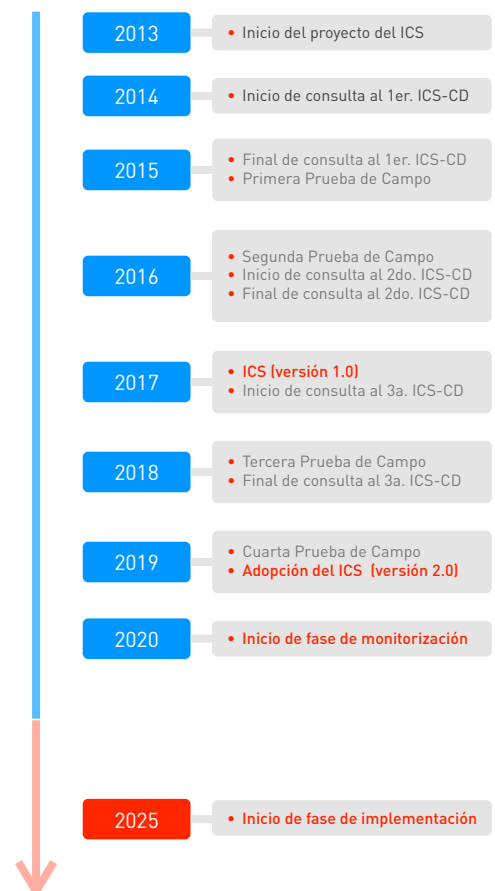 2013
• Inicio del proyecto del ICS
2014
• Inicio de consulta al 1er. ICS-CD
2015
• Final de consulta al 1er. ICS-CD
• Primera Prueba de Campo
2016
• Segunda Prueba de Campo
• Inicio de consulta al 2do. ICS-CD
• Final de consulta al 2do. ICS-CD
2017
• ICS (versión 1.0)
• Inicio de consulta al 3a. ICS-CD
2018
• Tercera Prueba de Campo
• Final de consulta al 3a. ICS-CD
2019
• Cuarta Prueba de Campo
• Adopción del ICS (versión 2.0)
2020
• Inicio de fase de monitorización
2025
• Inicio de fase de implementación